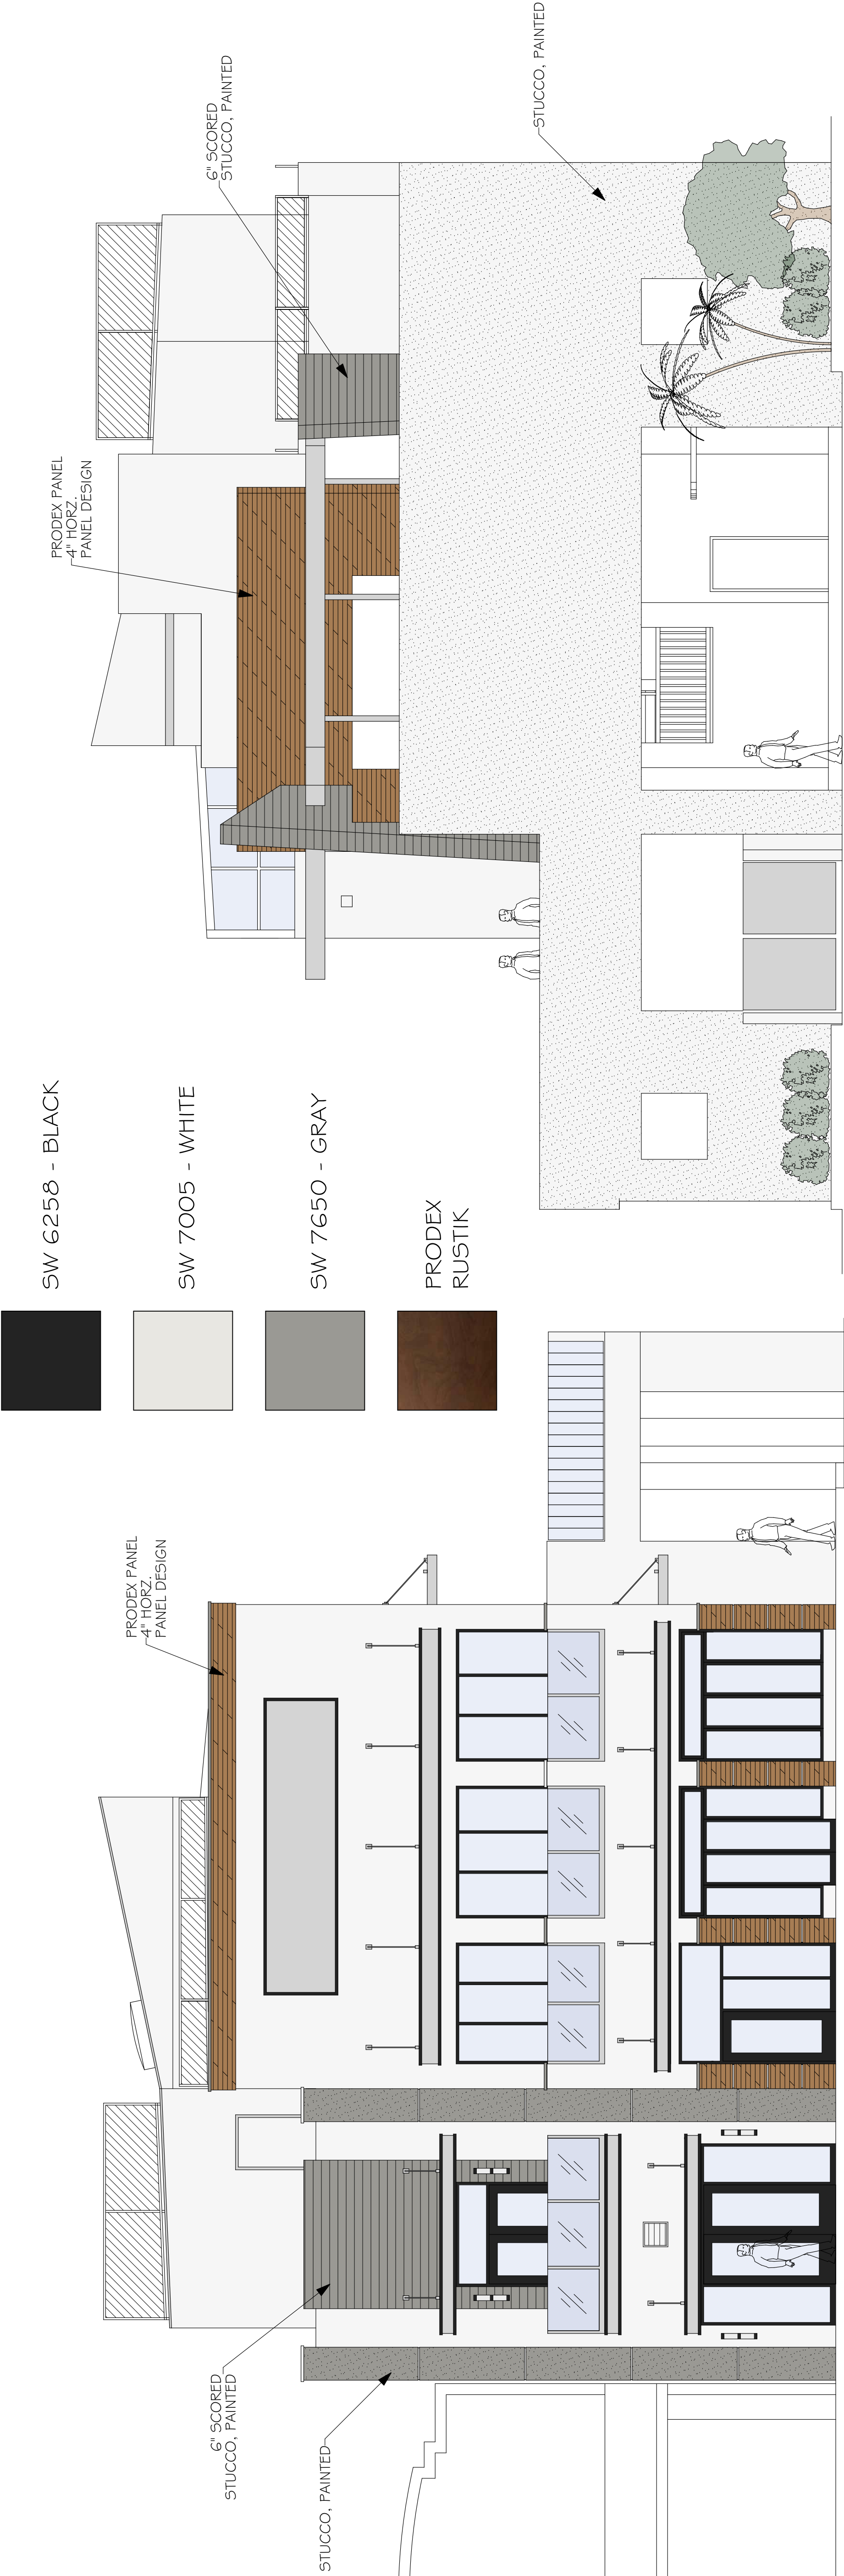 6" SCORED
STUCCO, PAINTED
STUCCO, PAINTED
PRODEX PANEL
4" HORZ.
PANEL DESIGN
SW 6258 - BLACK
SW 7005 - WHITE
SW 7650 - GRAY
PRODEX
RUSTIK
PRODEX PANEL
4" HORZ.
PANEL DESIGN
6" SCORED
STUCCO, PAINTED
STUCCO, PAINTED